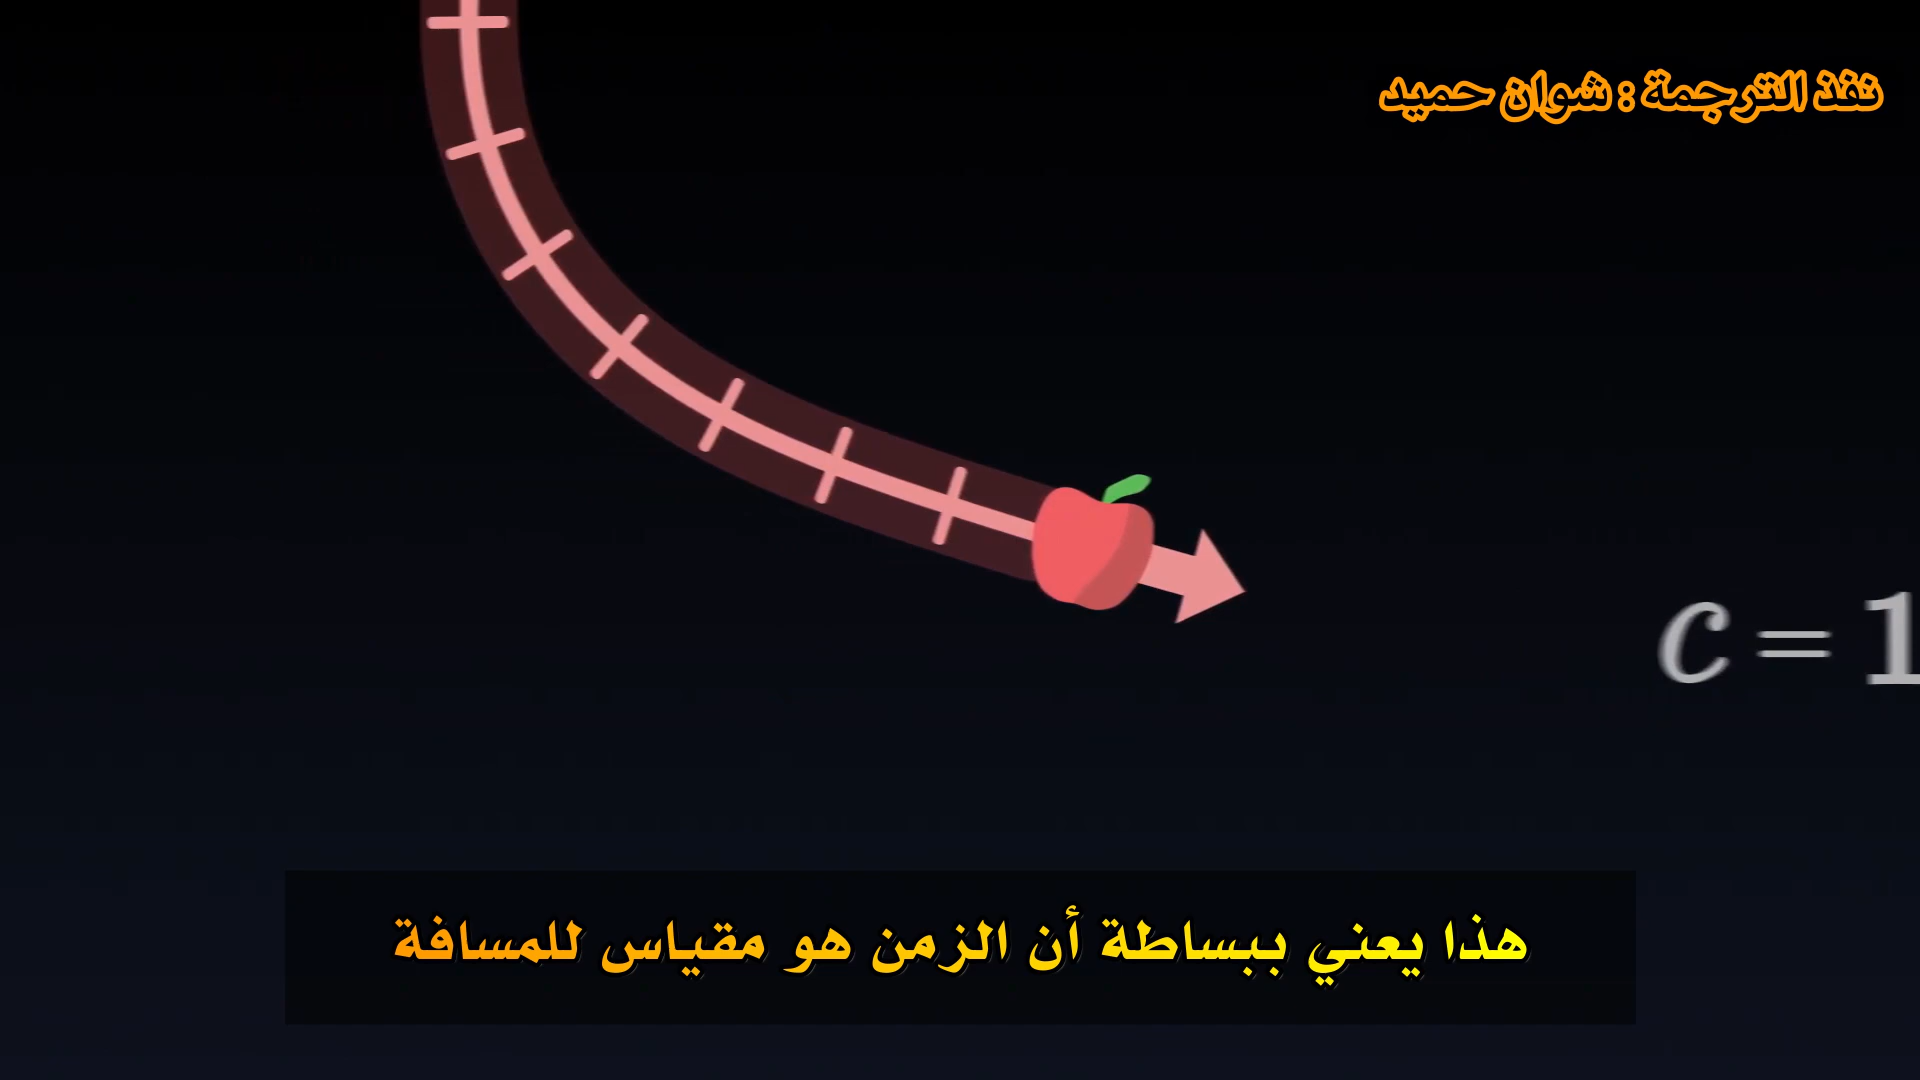 نفذ الترجمة : شوان حميد
c = 1
هذا يعني ببساطة أن الزمن هو مقياس للمسافة